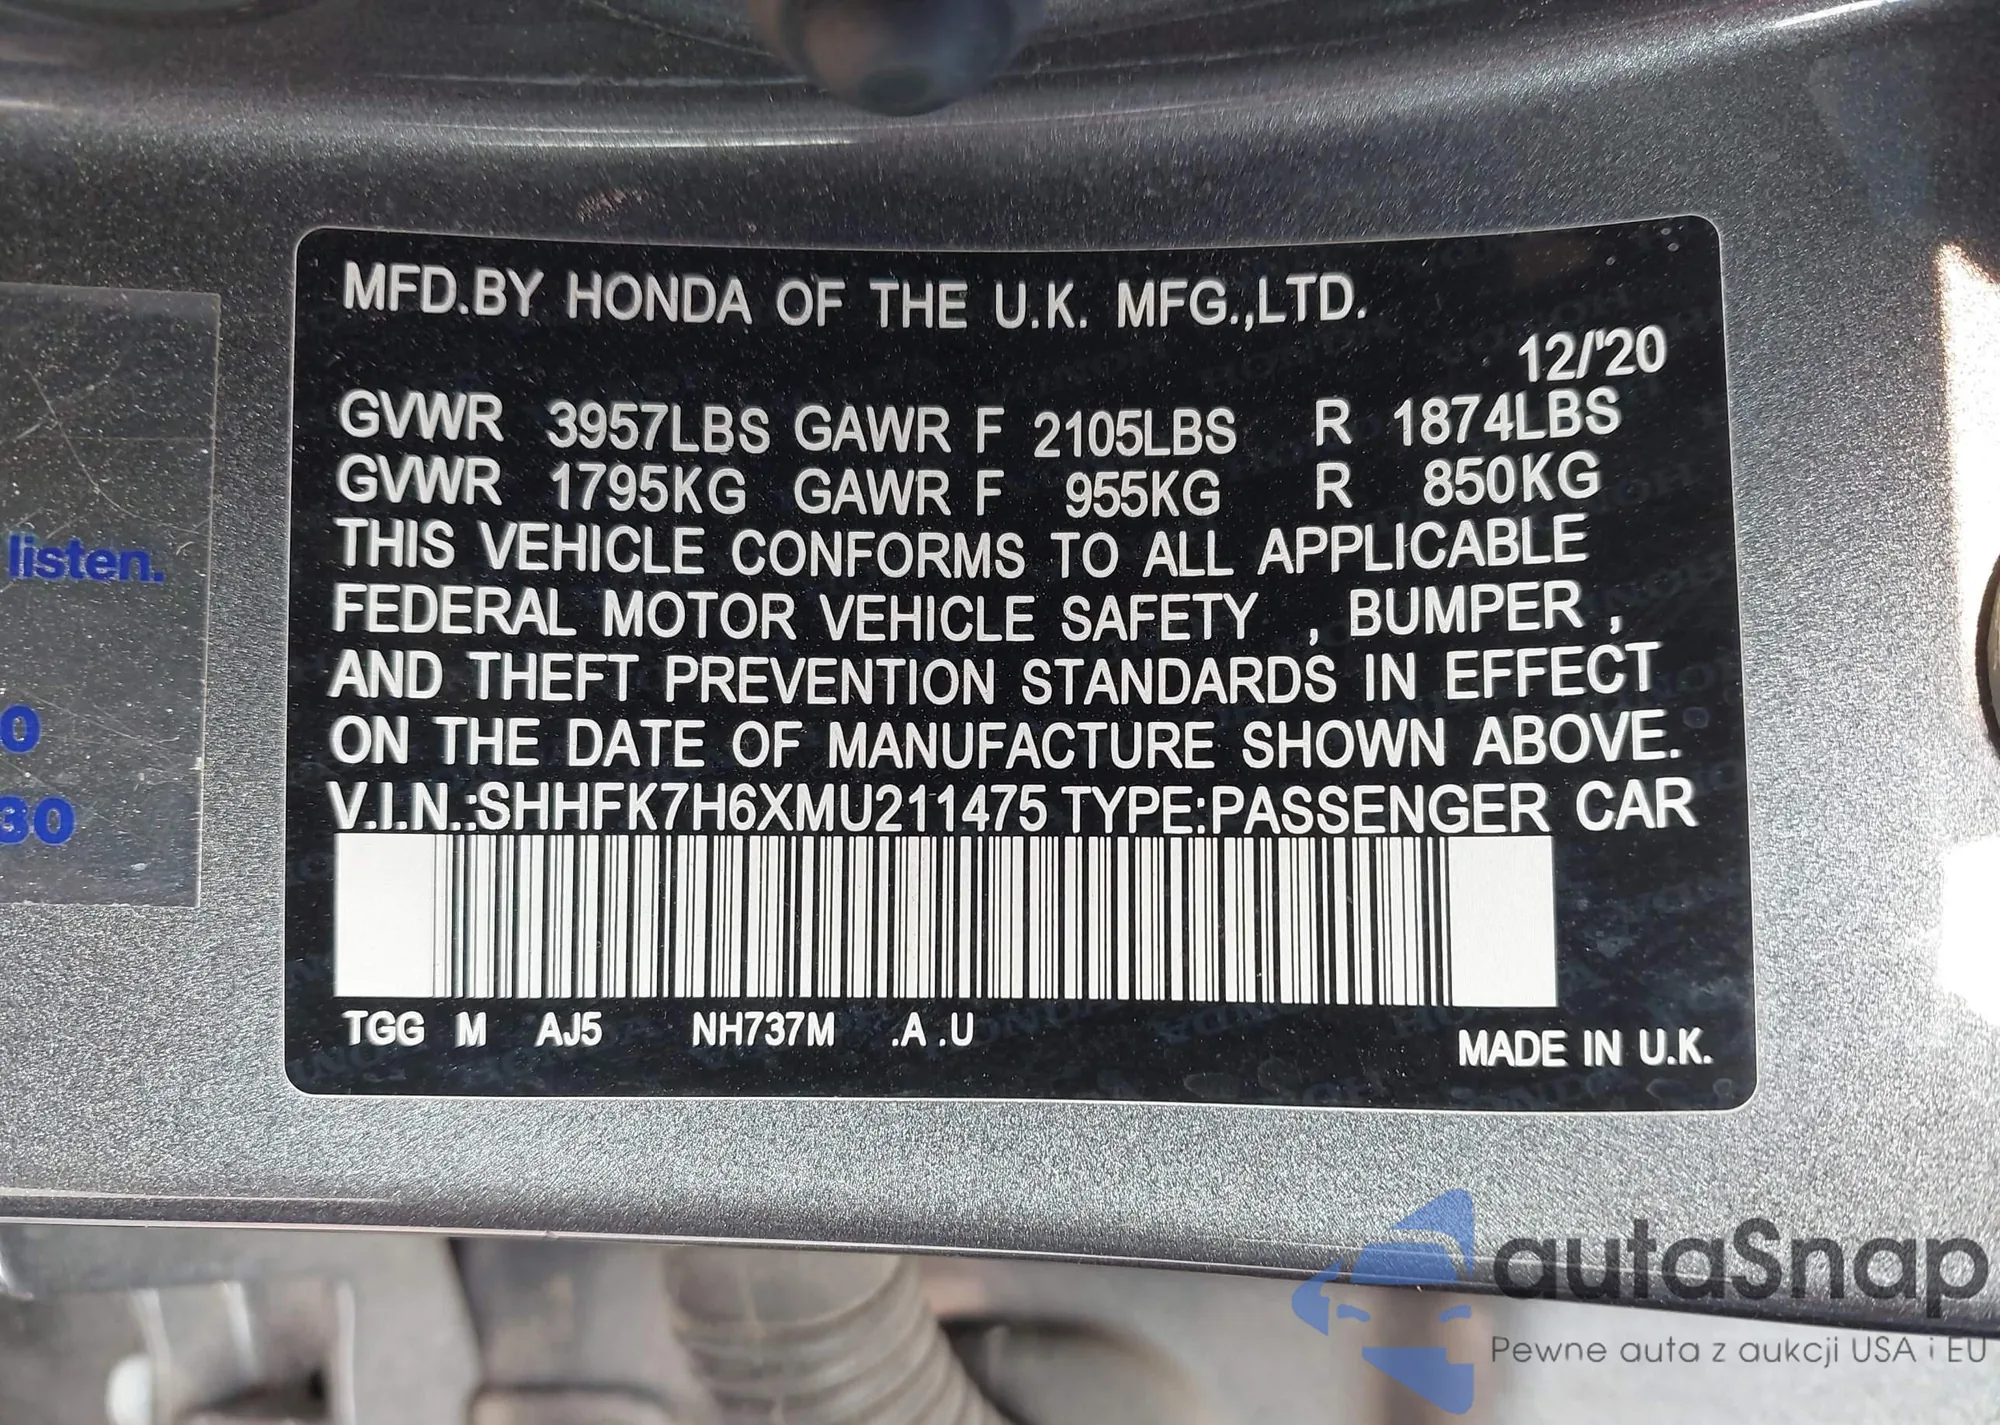 MFD.BY HONDA OF THE U.K. MFG.,LTD.
12/'20
GVWR 3957LBS GAWR F 2105LBS R 1874LBS
GVWR 1795KG GAWR F 955KG R 850KG
THIS VEHICLE CONFORMS TO ALL APPLICABLE
FEDERAL MOTOR VEHICLE SAFETY , BUMPER ,
AND THEFT PREVENTION STANDARDS IN EFFECT
ON THE DATE OF MANUFACTURE SHOWN ABOVE.
V.I.N.:SHHFK7H6XMU211475 TYPE:PASSENGER CAR
TGG M AJ5 NH737M .A .U
MADE IN U.K.
listen.
0
30
autaSnap
Pewne auta z aukcji USA i EU